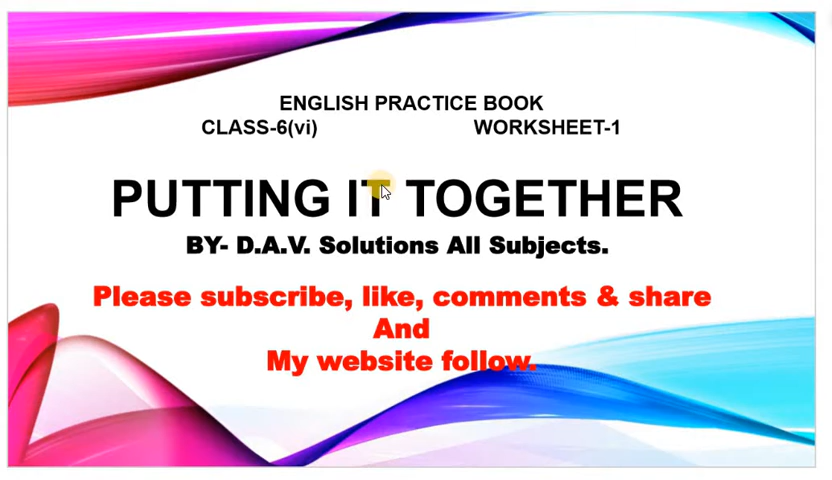 ENGLISH PRACTICE BOOK
CLASS-6(vi) WORKSHEET-1
PUTTING IT TOGETHER
BY- D.A.V. Solutions All Subjects.
Please subscribe, like, comments & share
And
My website follow.